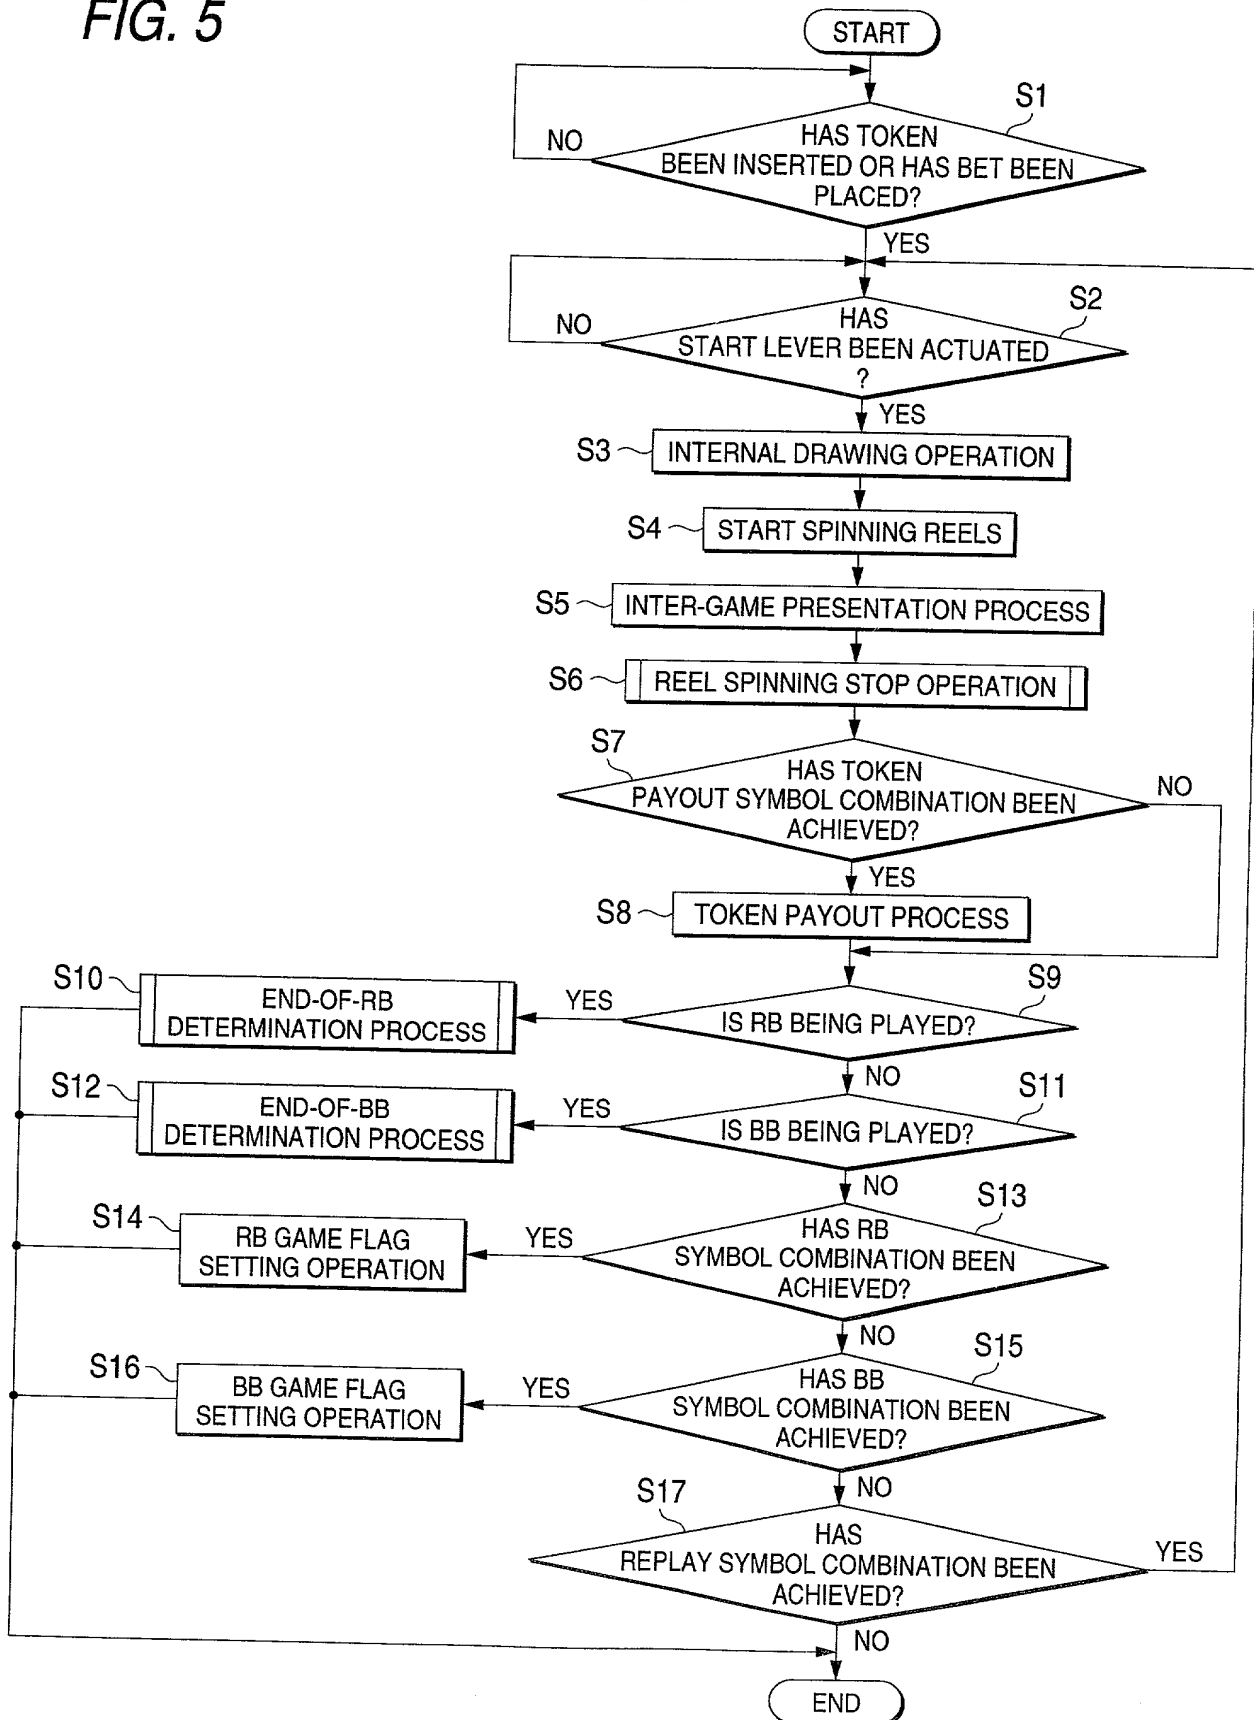 FIG. 5
START
S1
HAS TOKEN
BEEN INSERTED OR HAS BET BEEN
PLACED?
NO
YES
S2
HAS
START LEVER BEEN ACTUATED
?
NO
YES
S3
INTERNAL DRAWING OPERATION
S4
START SPINNING REELS
S5
INTER-GAME PRESENTATION PROCESS
S6
REEL SPINNING STOP OPERATION
S7
HAS TOKEN
PAYOUT SYMBOL COMBINATION BEEN
ACHIEVED?
NO
YES
S8
TOKEN PAYOUT PROCESS
S9
IS RB BEING PLAYED?
YES
S10
END-OF-RB
DETERMINATION PROCESS
NO
S11
IS BB BEING PLAYED?
YES
S12
END-OF-BB
DETERMINATION PROCESS
NO
S13
HAS RB
SYMBOL COMBINATION BEEN
ACHIEVED?
YES
S14
RB GAME FLAG
SETTING OPERATION
NO
S15
HAS BB
SYMBOL COMBINATION BEEN
ACHIEVED?
YES
S16
BB GAME FLAG
SETTING OPERATION
NO
S17
HAS
REPLAY SYMBOL COMBINATION BEEN
ACHIEVED?
YES
NO
END